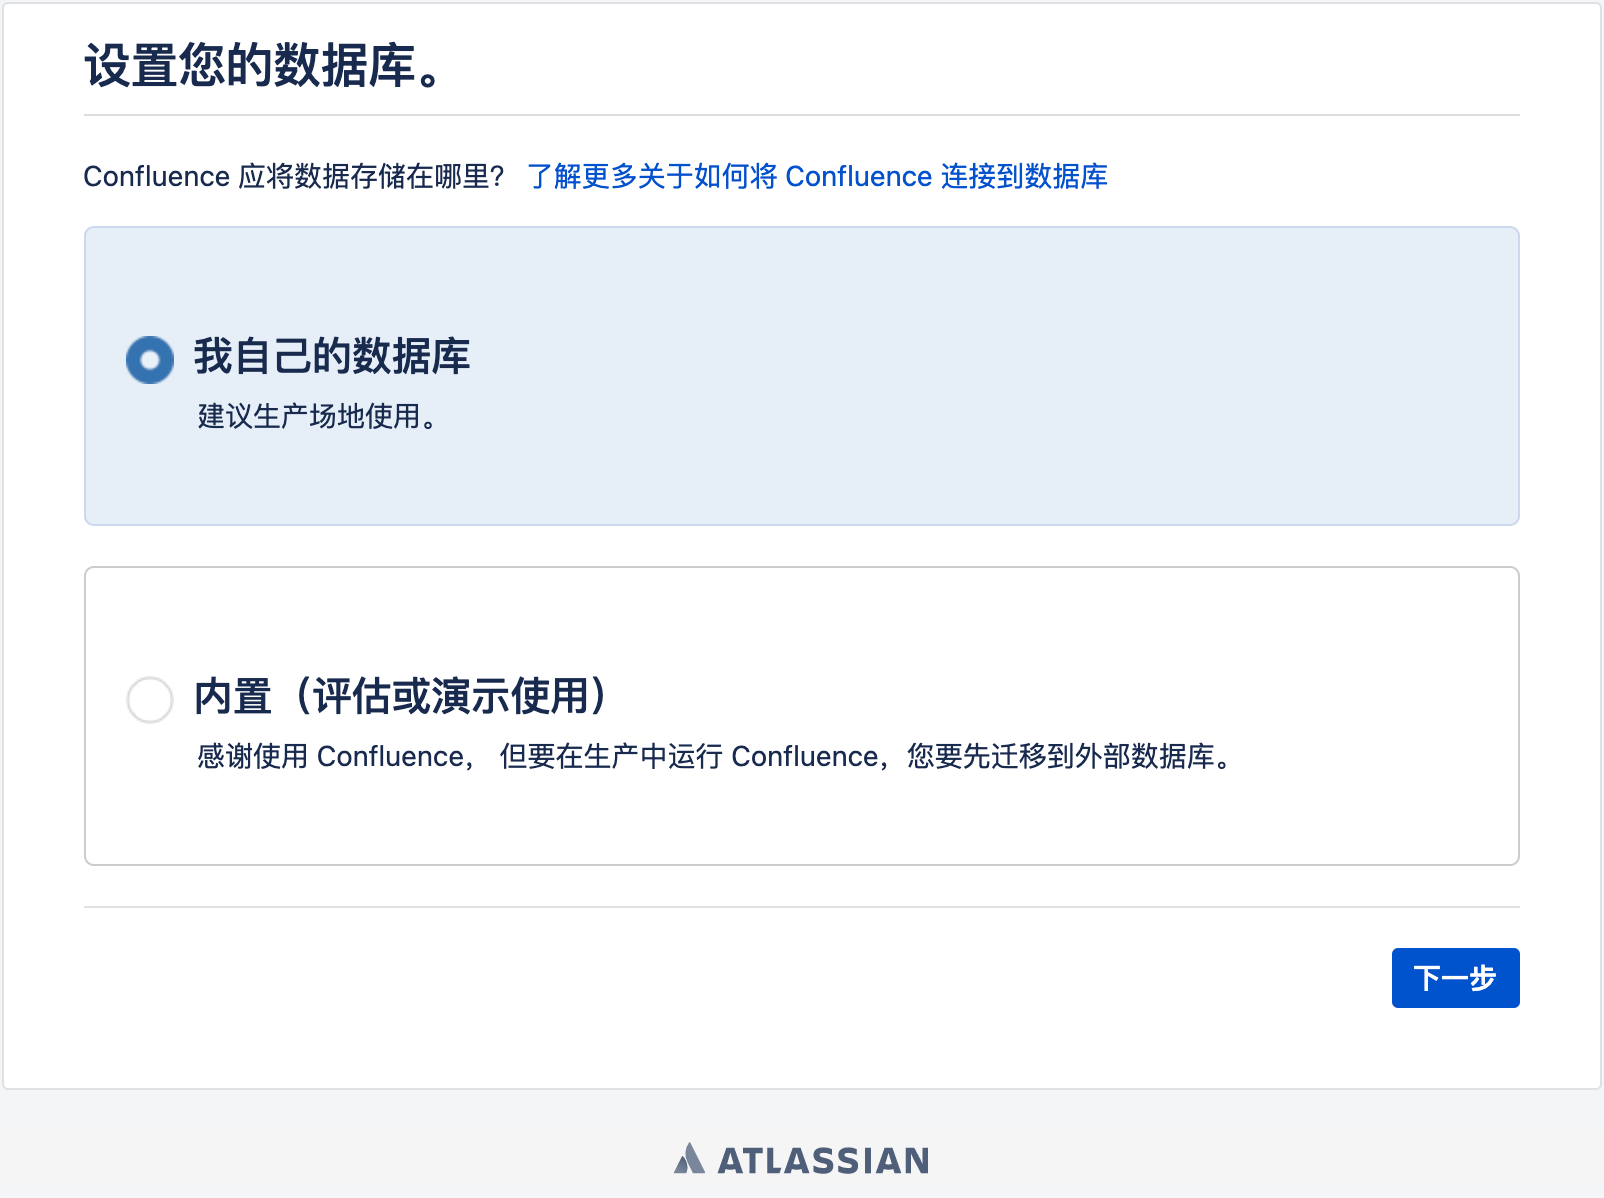 设置您的数据库。
Confluence 应将数据存储在哪里? 了解更多关于如何将 Confluence 连接到数据库
我自己的数据库
建议生产场地使用。
内置（评估或演示使用）
感谢使用 Confluence， 但要在生产中运行 Confluence，您要先迁移到外部数据库。
下一步
ATLASSIAN